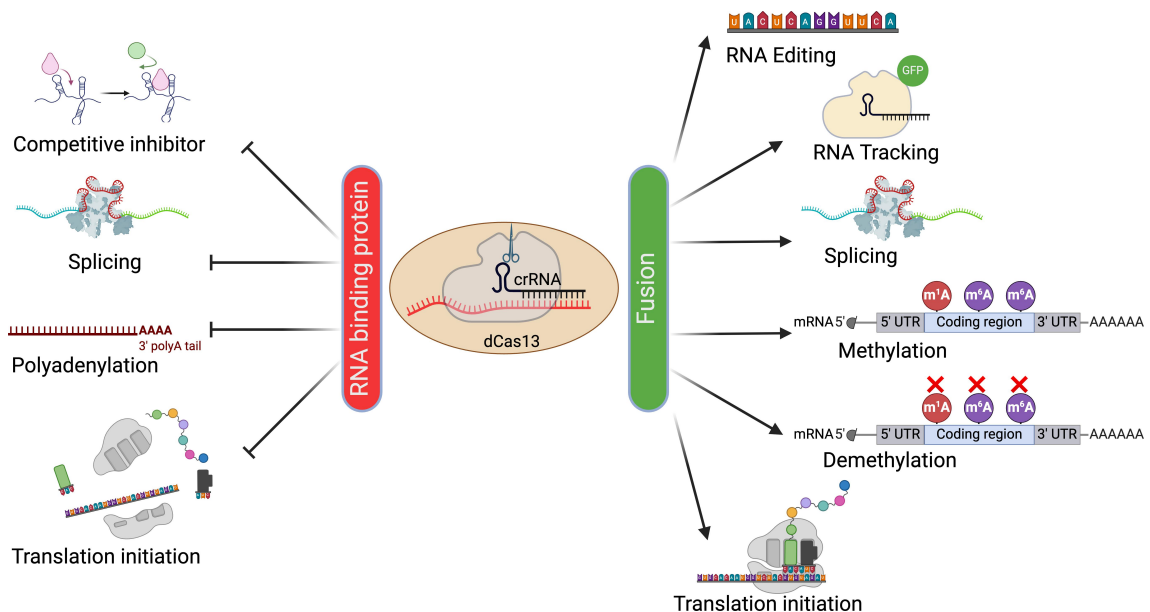 Competitive inhibitor
Splicing
AAAA
3' polyA tail
Polyadenylation
Translation initiation
RNA binding protein
crRNA
dCas13
Fusion
U A C U C A G G U U C A
RNA Editing
GFP
RNA Tracking
Splicing
m¹A m⁶A m⁶A
mRNA 5' 5' UTR Coding region 3' UTR AAAAAA
Methylation
m¹A m⁶A m⁶A
mRNA 5' 5' UTR Coding region 3' UTR AAAAAA
Demethylation
Translation initiation